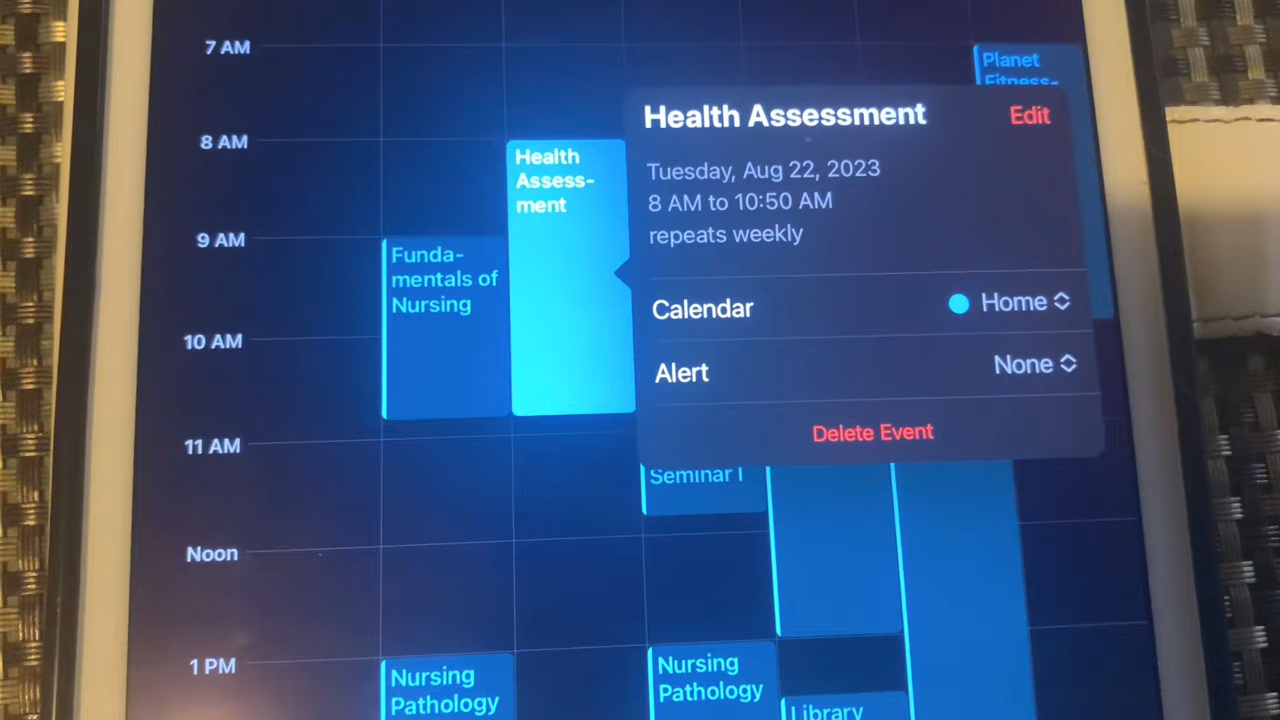 7 AM
Planet
Fitness-
Health Assessment
Edit
8 AM
Health
Assess-
ment
Tuesday, Aug 22, 2023
8 AM to 10:50 AM
repeats weekly
9 AM
Funda-
mentals of
Nursing
Calendar
Home
10 AM
Alert
None
Delete Event
11 AM
Seminar I
Noon
1 PM
Nursing
Pathology
Nursing
Pathology
Library